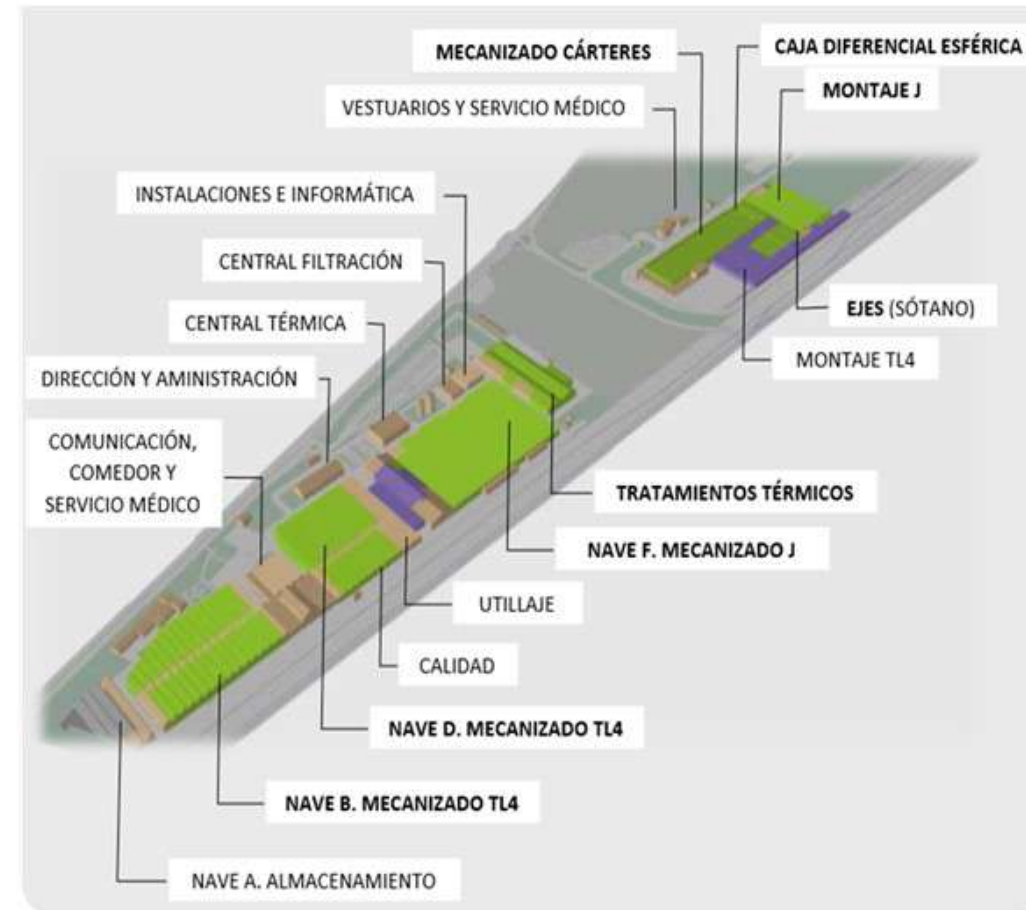 MECANIZADO CÁRTERES
CAJA DIFERENCIAL ESFÉRICA
MONTAJE J
VESTUARIOS Y SERVICIO MÉDICO
INSTALACIONES E INFORMÁTICA
CENTRAL FILTRACIÓN
CENTRAL TÉRMICA
DIRECCIÓN Y AMINISTRACIÓN
COMUNICACIÓN,
COMEDOR Y
SERVICIO MÉDICO
EJES (SÓTANO)
MONTAJE TL4
TRATAMIENTOS TÉRMICOS
NAVE F. MECANIZADO J
UTILLAJE
CALIDAD
NAVE D. MECANIZADO TL4
NAVE B. MECANIZADO TL4
NAVE A. ALMACENAMIENTO